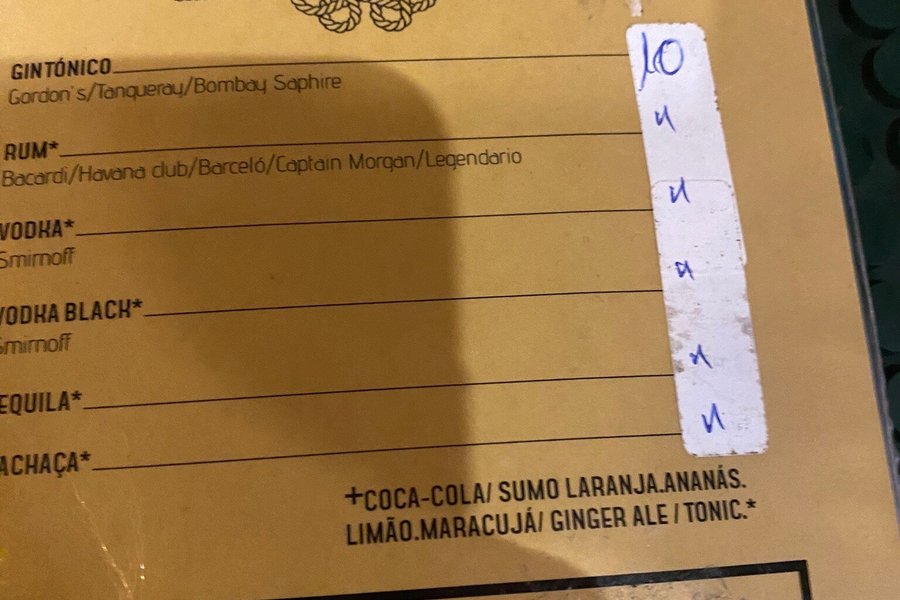 GINTÓNICO 10
Gordon's/Tanqueray/Bombay Saphire
RUM* "
Bacardi/Havana club/Barceló/Captain Morgan/Legendario
VODKA* "
Smirnoff
VODKA BLACK* "
Smirnoff
EQUILA* "
ACHAÇA* "
+COCA-COLA/ SUMO LARANJA.ANANÁS.
LIMÃO.MARACUJÁ/ GINGER ALE / TONIC.*